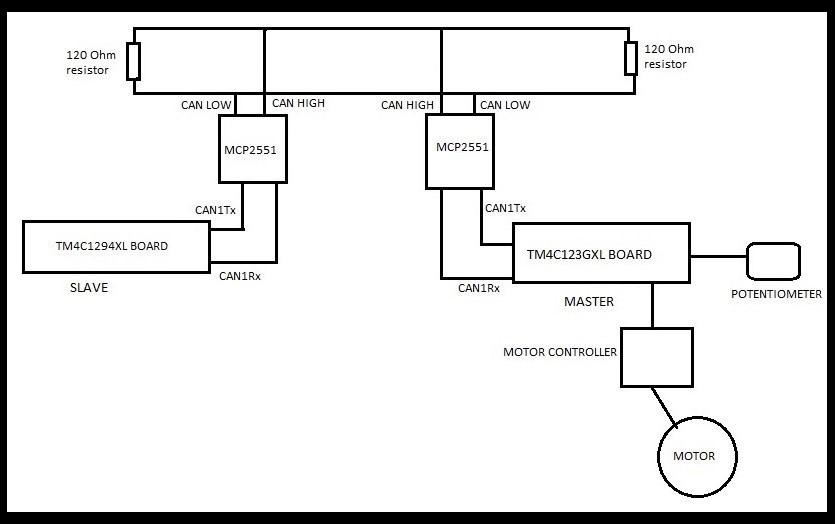 120 Ohm
resistor
120 Ohm
resistor
CAN LOW
CAN HIGH
CAN HIGH
CAN LOW
MCP2551
MCP2551
CAN1Tx
CAN1Tx
TM4C1294XL BOARD
TM4C123GXL BOARD
CAN1Rx
CAN1Rx
SLAVE
MASTER
POTENTIOMETER
MOTOR CONTROLLER
MOTOR